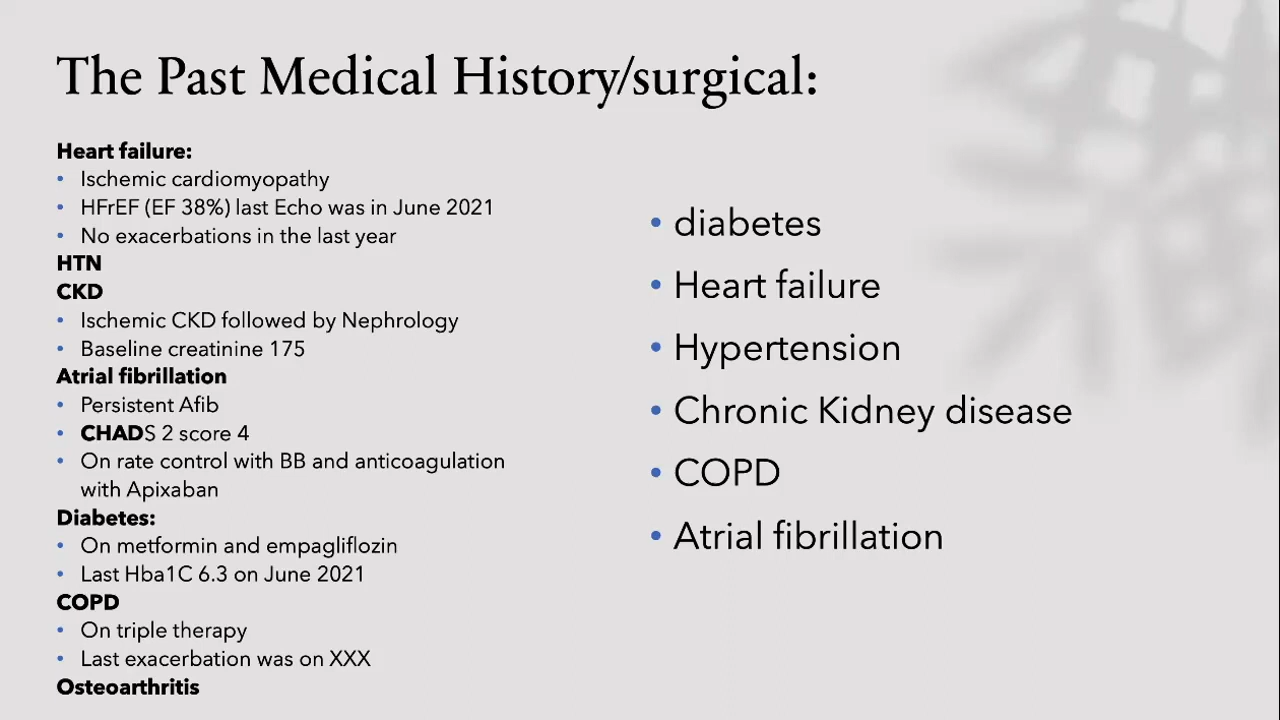 The Past Medical History/surgical:
Heart failure:
• Ischemic cardiomyopathy
• HFrEF (EF 38%) last Echo was in June 2021
• No exacerbations in the last year
HTN
CKD
• Ischemic CKD followed by Nephrology
• Baseline creatinine 175
Atrial fibrillation
• Persistent Afib
• CHADS 2 score 4
• On rate control with BB and anticoagulation
with Apixaban
Diabetes:
• On metformin and empagliflozin
• Last Hba1C 6.3 on June 2021
COPD
• On triple therapy
• Last exacerbation was on XXX
Osteoarthritis
• diabetes
• Heart failure
• Hypertension
• Chronic Kidney disease
• COPD
• Atrial fibrillation